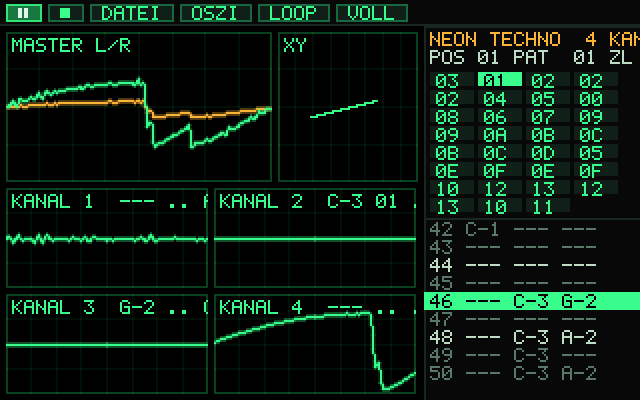 DATEI OSZI LOOP VOLL
MASTER L/R
XY
NEON TECHNO 4 KAN
POS 01 PAT 01 ZL
03 01 02 02
02 04 05 00
08 06 07 09
09 0A 0B 0C
0B 0C 0D 05
0E 0F 0E 0F
10 12 13 12
13 10 11
KANAL 1 --- ..
KANAL 2 C-3 01 .
KANAL 3 G-2 ..
KANAL 4 --- .. .
42 C-1 --- ---
43 --- --- ---
44 --- --- ---
45 --- --- ---
46 --- C-3 G-2
47 --- --- ---
48 --- C-3 A-2
49 --- C-3 ---
50 --- C-3 A-2